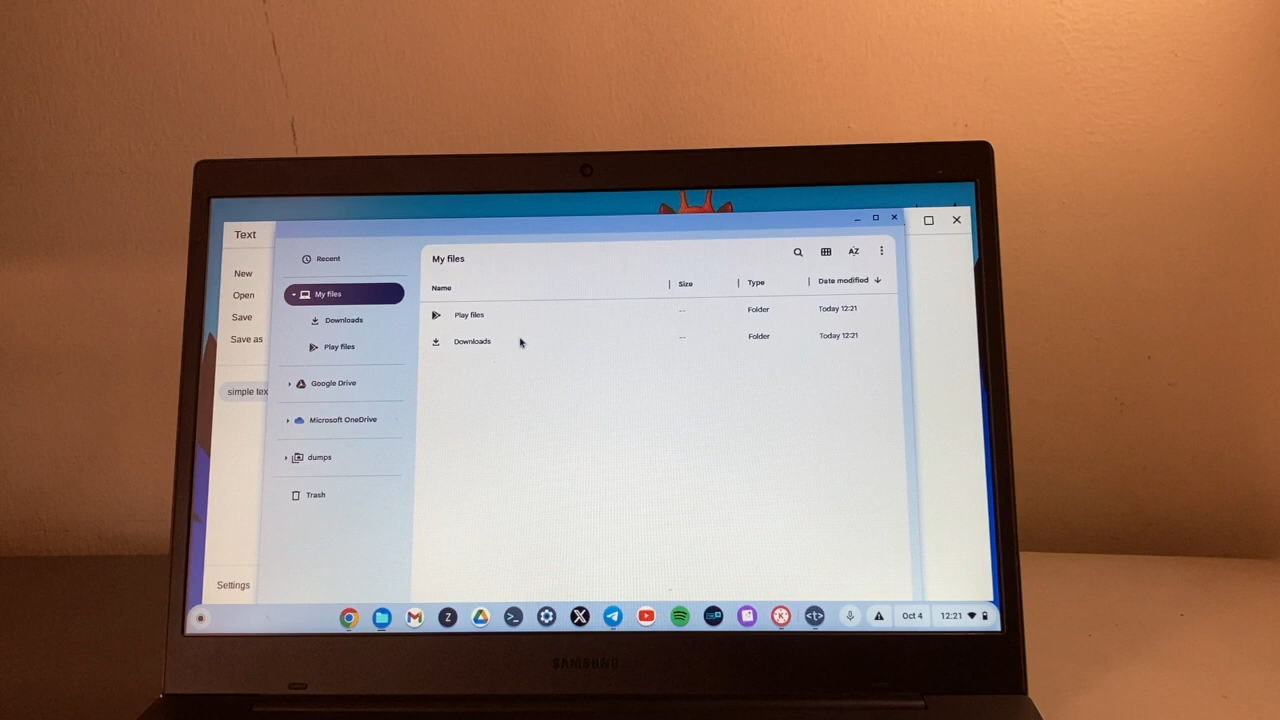 Text
New
Open
Save
Save as
simple tex
Settings
Recent
My files
Downloads
Play files
Google Drive
Microsoft OneDrive
dumps
Trash
My files
AZ
Name Size Type Date modified
Play files -- Folder Today 12:21
Downloads -- Folder Today 12:21
Z >_ X K <t> Oct 4 12:21
SAMSUNG